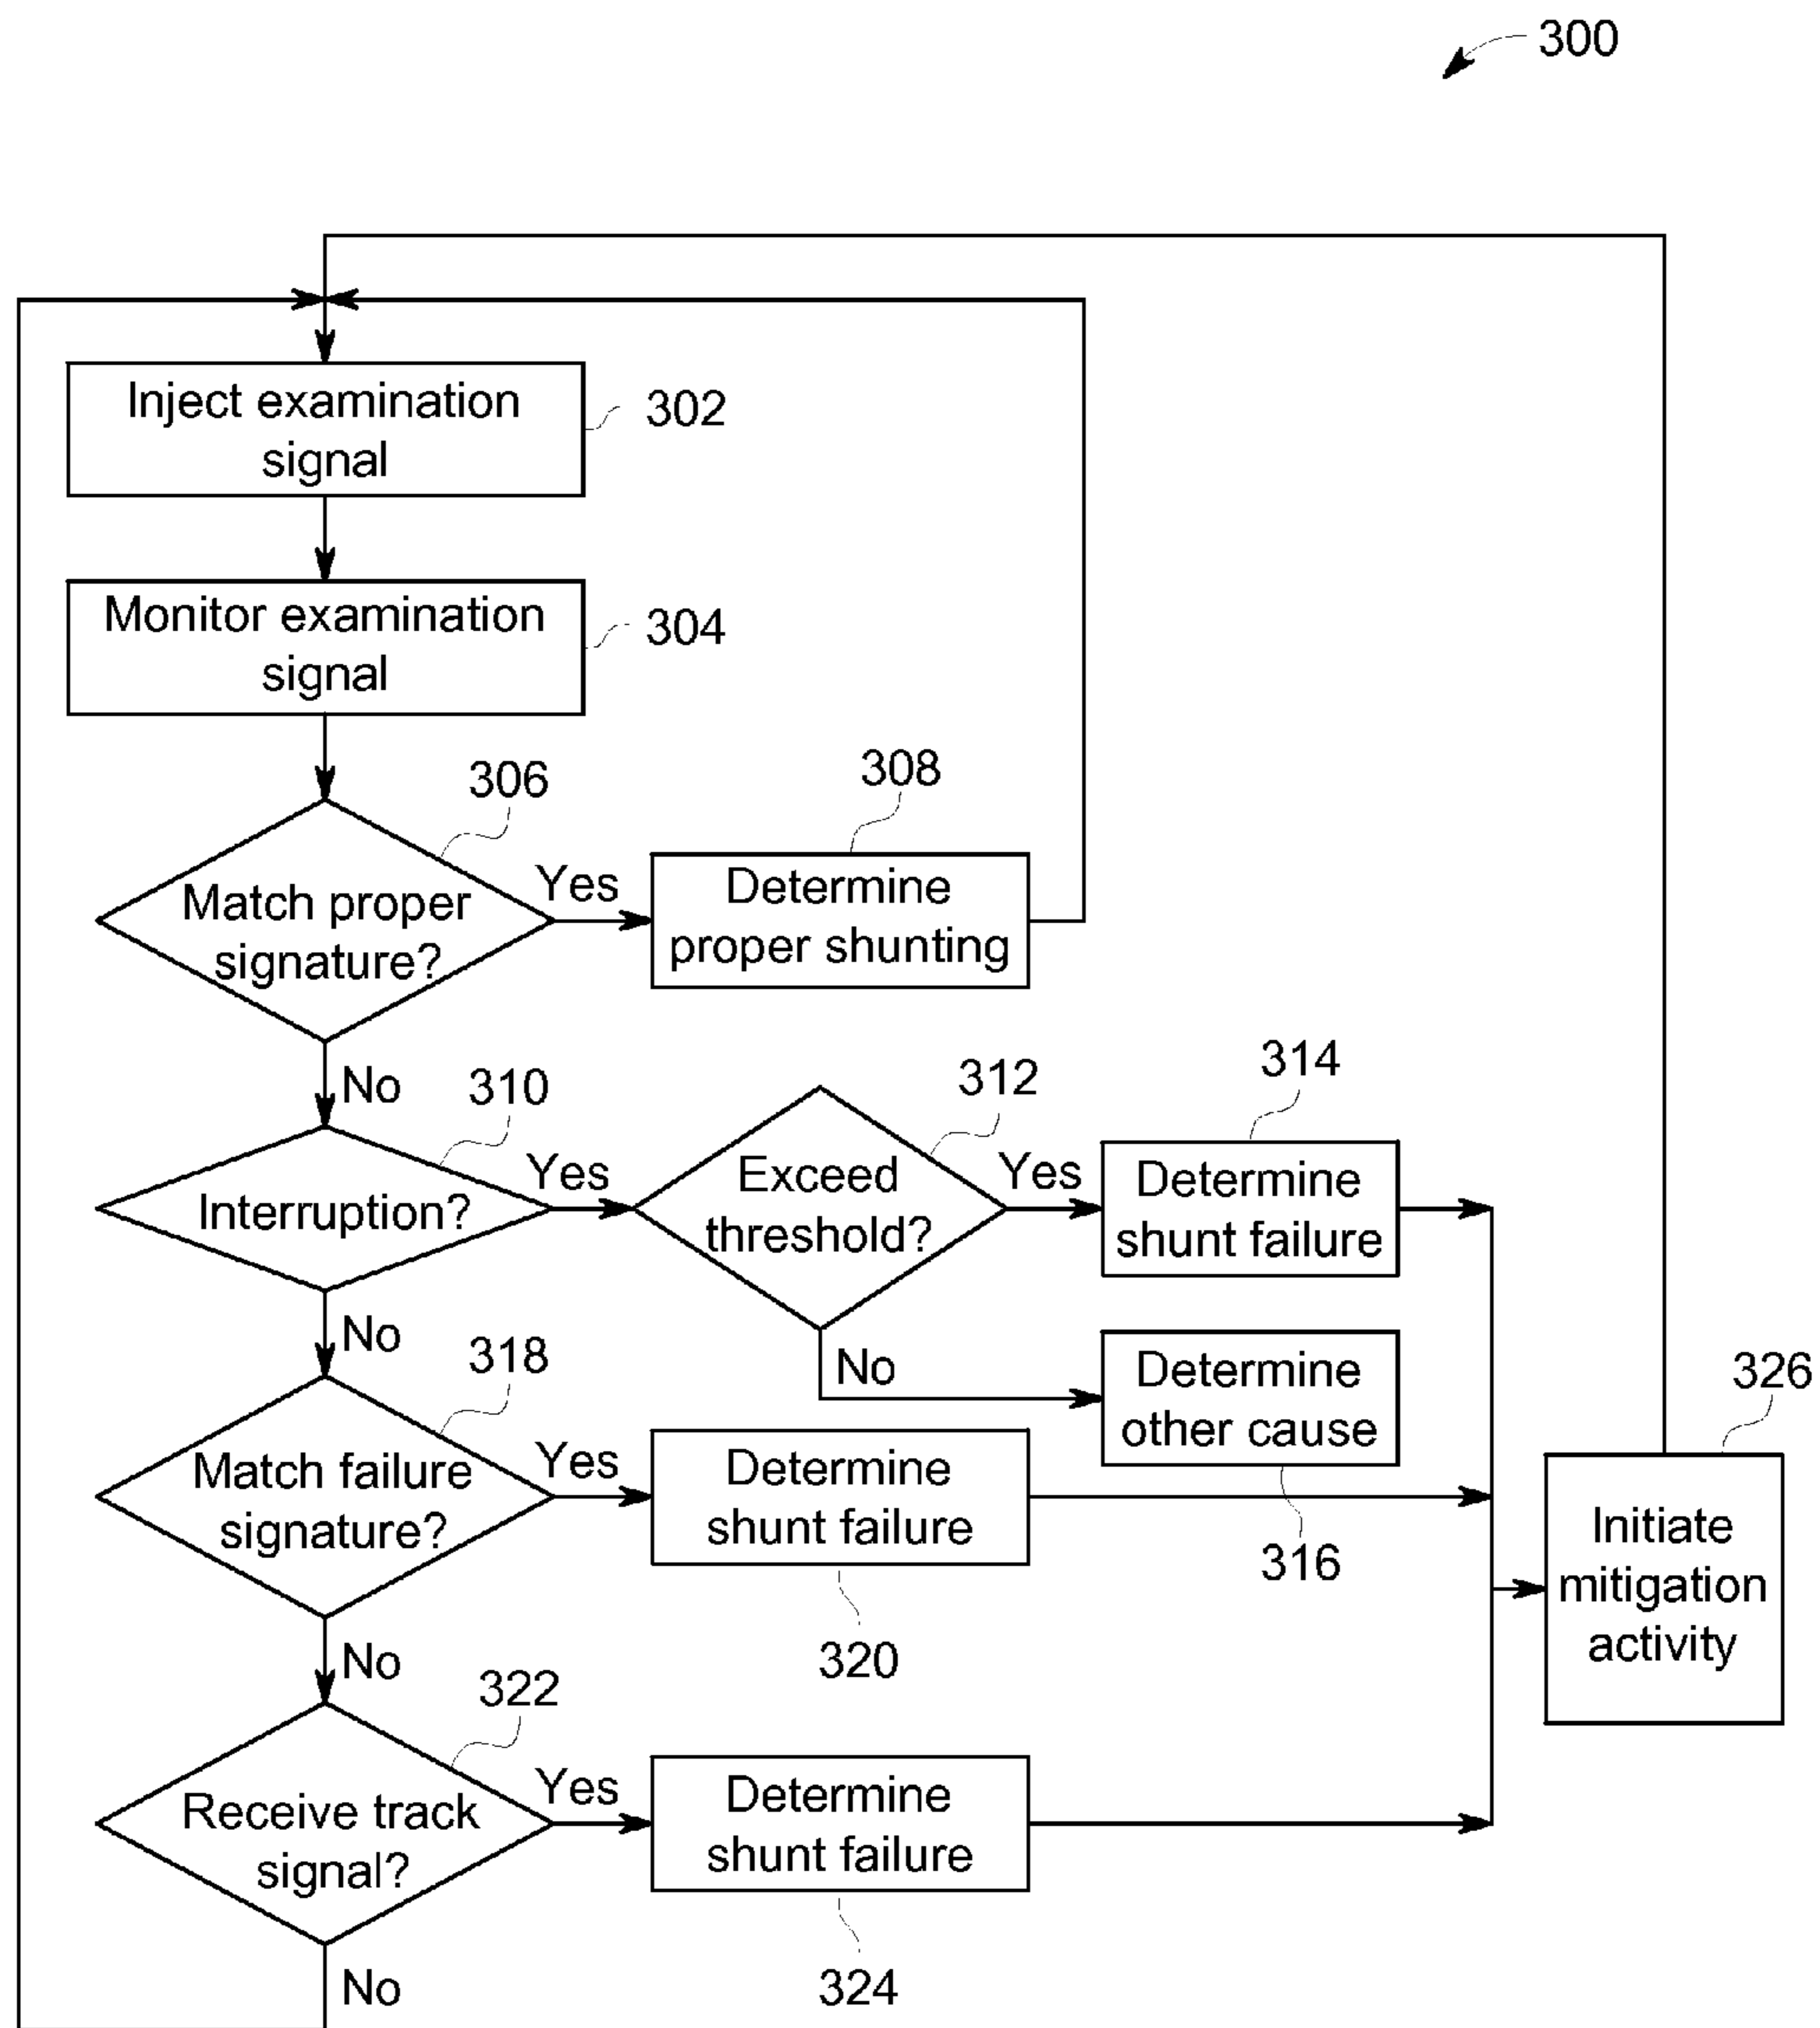 300
Inject examination
signal
302
Monitor examination
signal
304
306
Match proper
signature?
Yes
308
Determine
proper shunting
No
310
Interruption?
Yes
312
Exceed
threshold?
Yes
314
Determine
shunt failure
No
Determine
other cause
316
No
318
Match failure
signature?
Yes
Determine
shunt failure
320
326
Initiate
mitigation
activity
No
322
Receive track
signal?
Yes
Determine
shunt failure
324
No